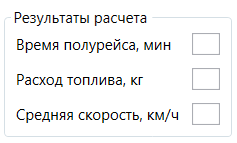 Результаты расчета
Время полурейса, мин
Расход топлива, кг
Средняя скорость, км/ч